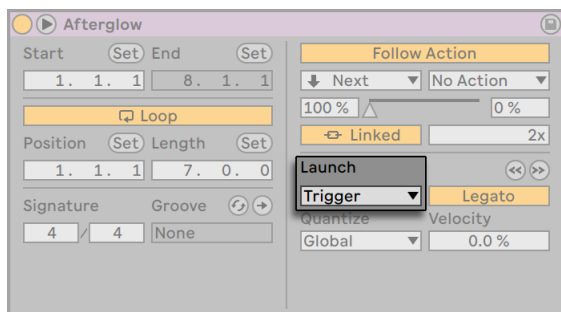 Afterglow
Start Set End Set
1. 1. 1 8. 1. 1
Loop
Position Set Length Set
1. 1. 1 7. 0. 0
Signature Groove
4 / 4 None
Follow Action
Next No Action
100 % 0 %
Linked 2x
Launch
Trigger Legato
Quantize Velocity
Global 0.0 %